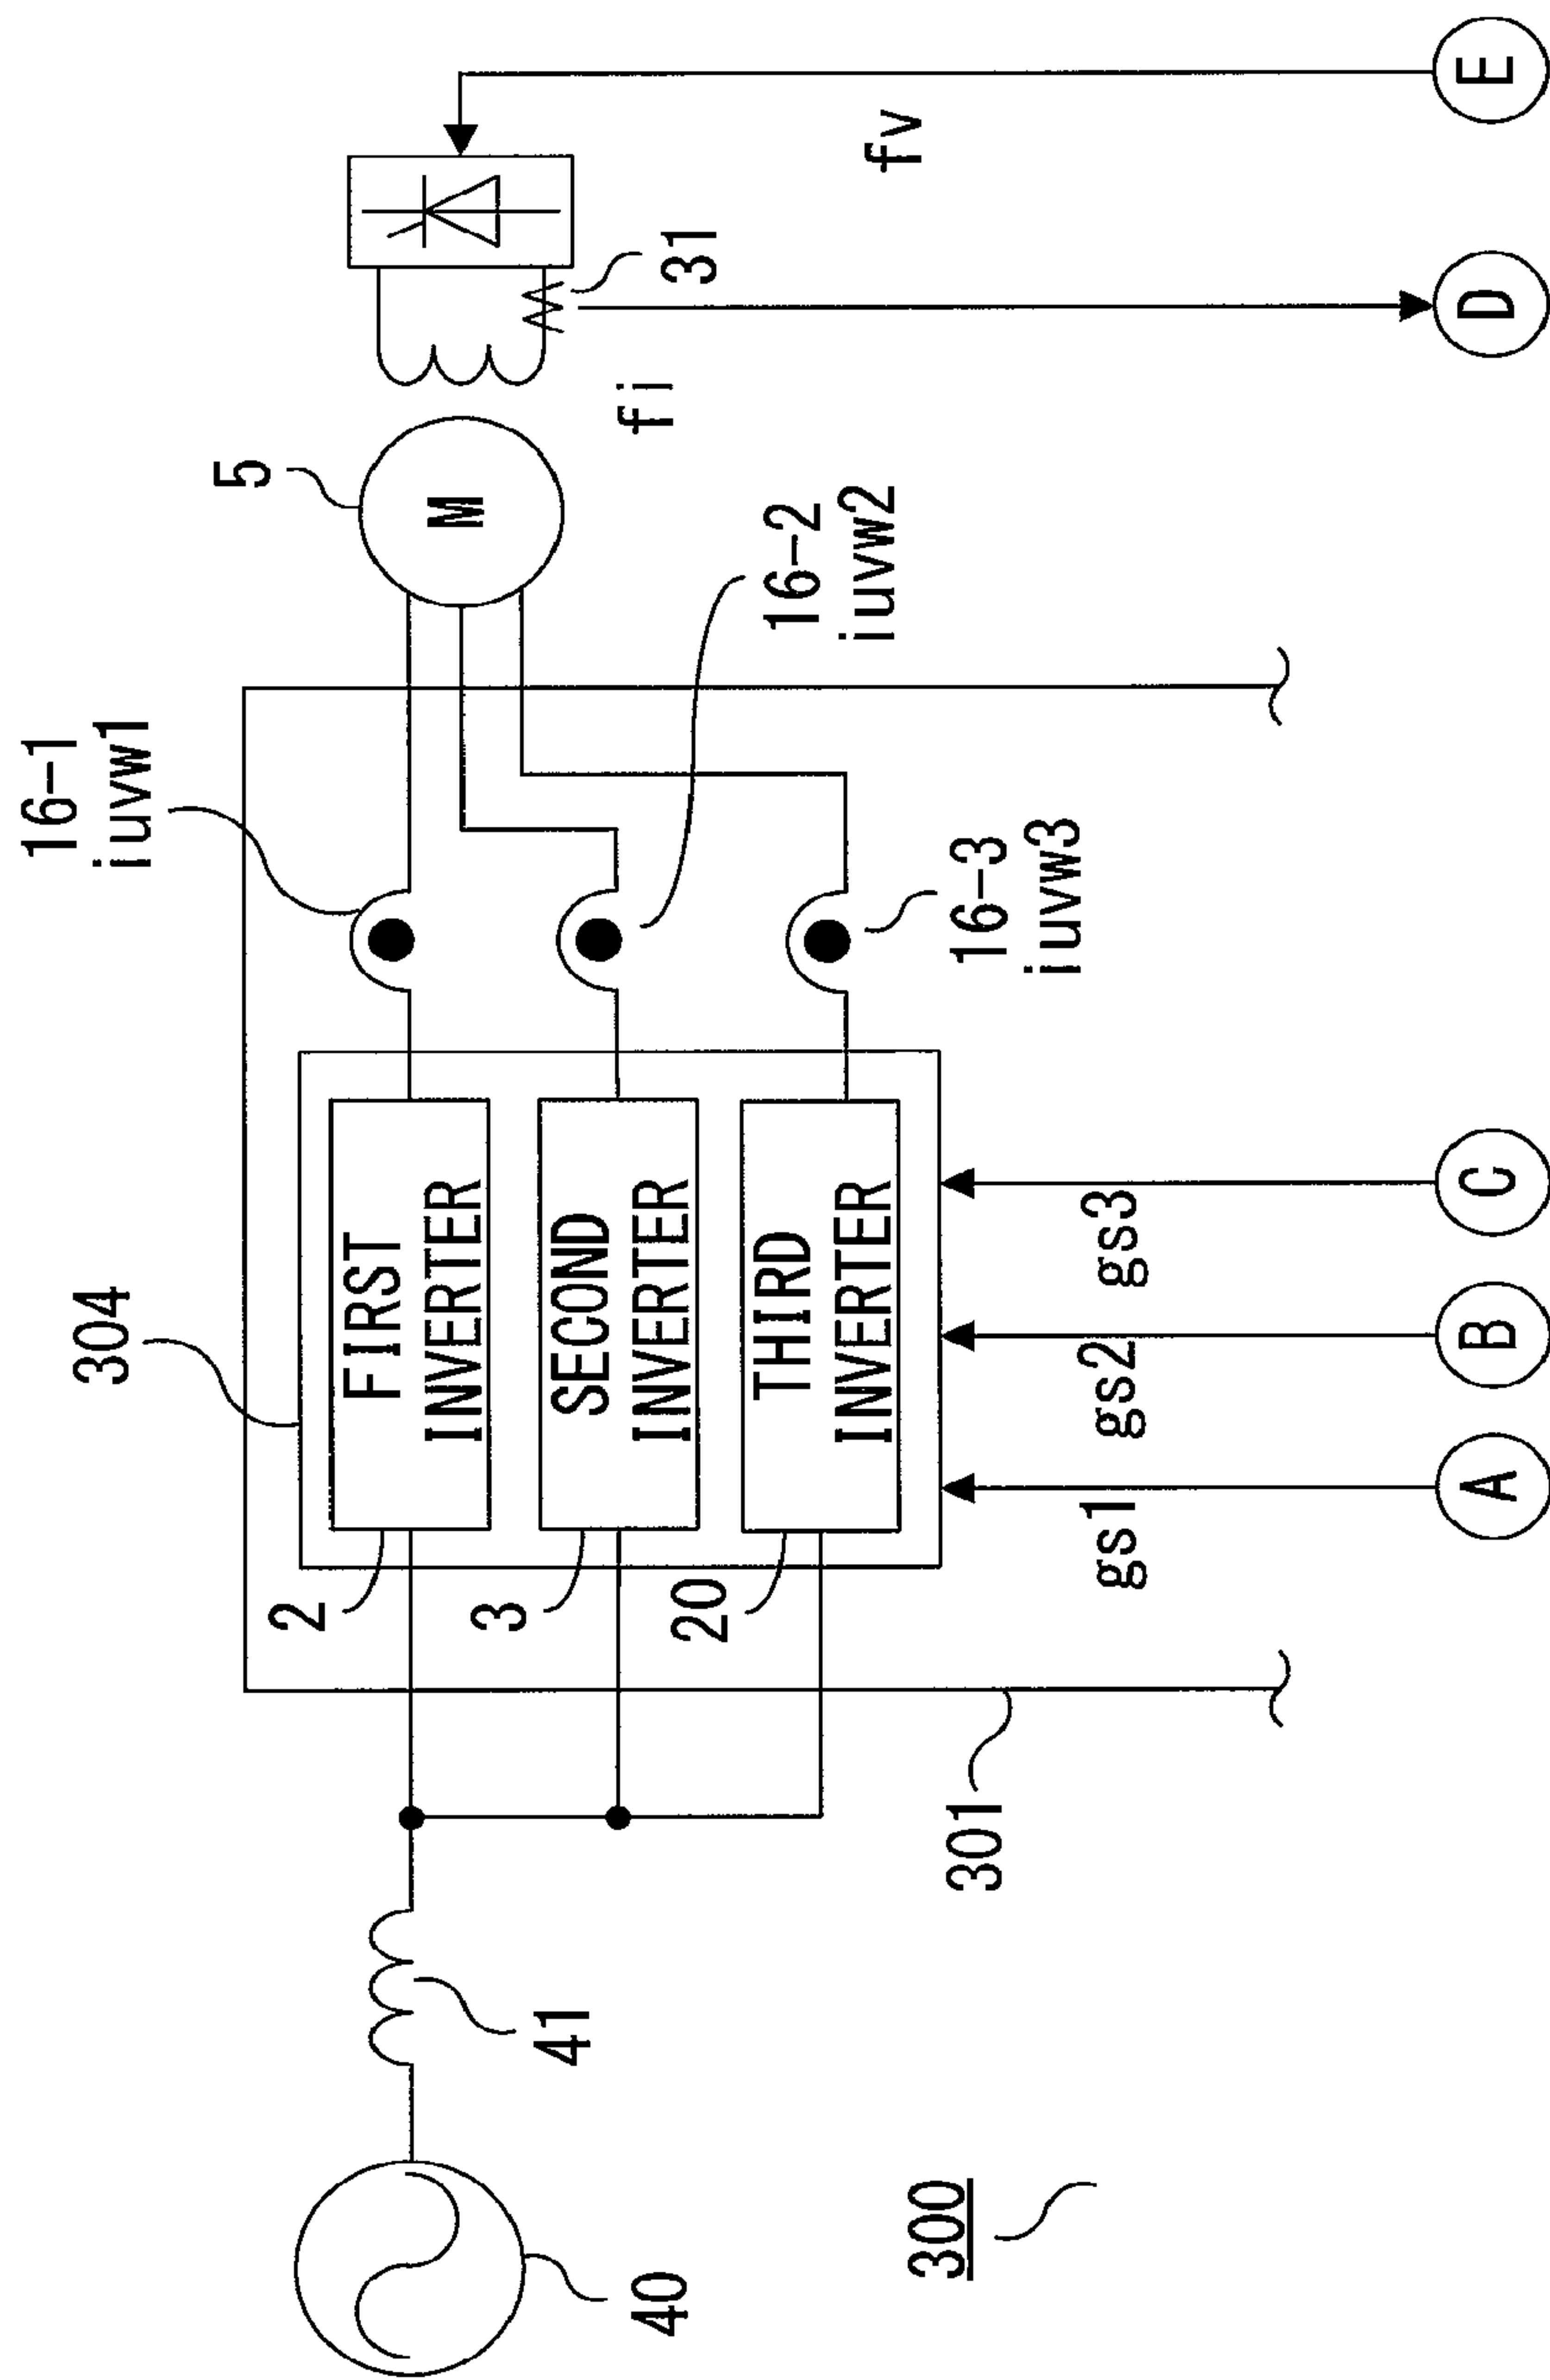 16-1
iuvw1
304
5
31
fi
fv
M
16-2
iuvw2
2
FIRST
INVERTER
3
SECOND
INVERTER
20
THIRD
INVERTER
16-3
iuvw3
41
40
301
300
gs1
gs2
gs3
A
B
C
D
E